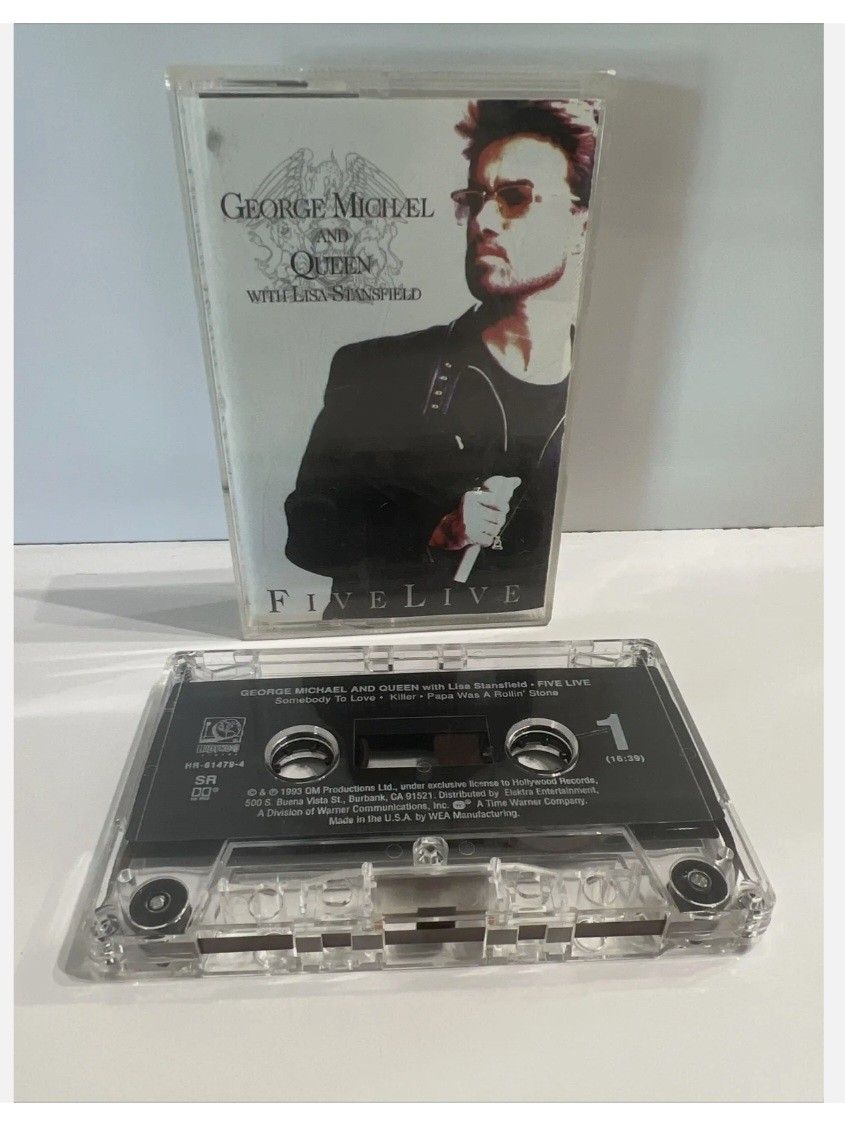 GEORGE MICHÆL
AND
QUEEN
WITH LISA STANSFIELD
FIVE LIVE
GEORGE MICHAEL AND QUEEN with Lisa Stansfield • FIVE LIVE
Somebody To Love • Killer • Papa Was A Rollin' Stone
1
(16:39)
HR-61479-4
SR
© & ℗ 1993 QM Productions Ltd., under exclusive license to Hollywood Records,
500 S. Buena Vista St., Burbank, CA 91521. Distributed by Elektra Entertainment,
A Division of Warner Communications, Inc. A Time Warner Company.
Made in the U.S.A. by WEA Manufacturing.